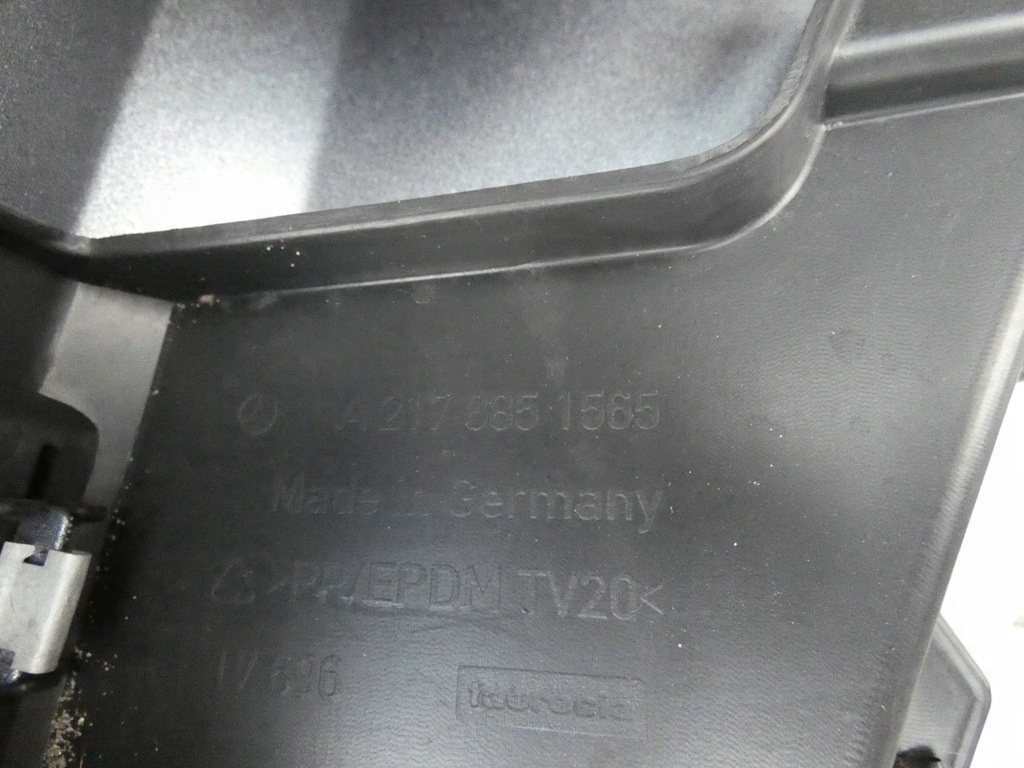 A 217 885 1565
Made in Germany
>PP/EPDM TV20<